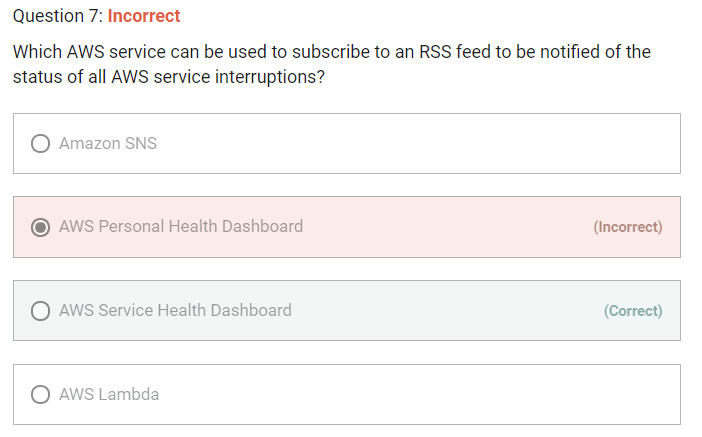 Question 7: Incorrect
Which AWS service can be used to subscribe to an RSS feed to be notified of the
status of all AWS service interruptions?
Amazon SNS
AWS Personal Health Dashboard (Incorrect)
AWS Service Health Dashboard (Correct)
AWS Lambda